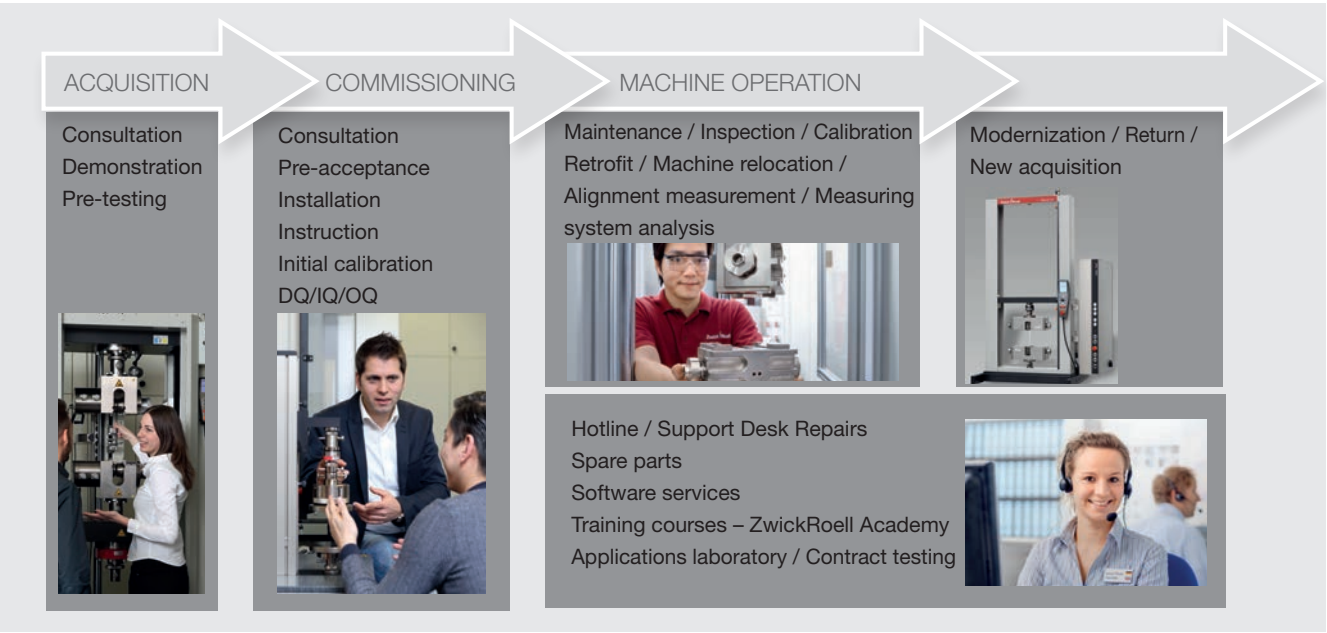 ACQUISITION
COMMISSIONING
MACHINE OPERATION
Consultation
Demonstration
Pre-testing
Consultation
Pre-acceptance
Installation
Instruction
Initial calibration
DQ/IQ/OQ
Maintenance / Inspection / Calibration
Retrofit / Machine relocation /
Alignment measurement / Measuring
system analysis
Modernization / Return /
New acquisition
Hotline / Support Desk Repairs
Spare parts
Software services
Training courses – ZwickRoell Academy
Applications laboratory / Contract testing